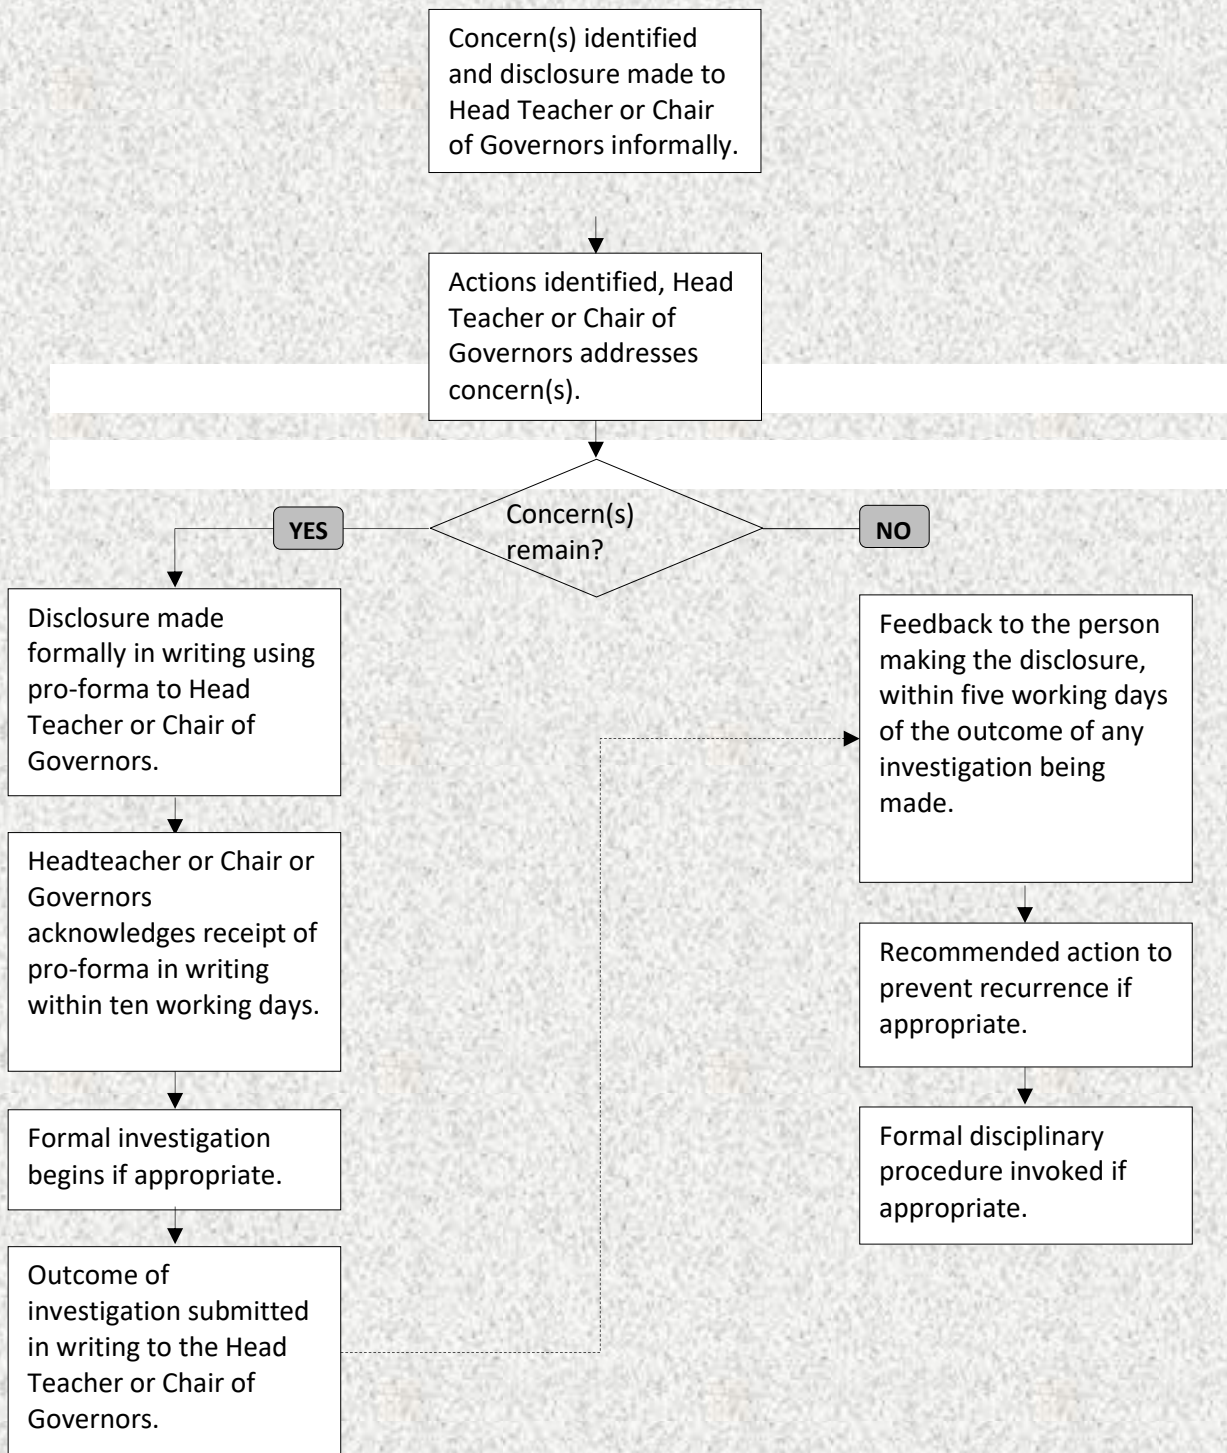 Concern(s) identified
and disclosure made to
Head Teacher or Chair
of Governors informally.
Actions identified, Head
Teacher or Chair of
Governors addresses
concern(s).
Concern(s)
remain?
YES
NO
Disclosure made
formally in writing using
pro-forma to Head
Teacher or Chair of
Governors.
Headteacher or Chair or
Governors
acknowledges receipt of
pro-forma in writing
within ten working days.
Formal investigation
begins if appropriate.
Outcome of
investigation submitted
in writing to the Head
Teacher or Chair of
Governors.
Feedback to the person
making the disclosure,
within five working days
of the outcome of any
investigation being
made.
Recommended action to
prevent recurrence if
appropriate.
Formal disciplinary
procedure invoked if
appropriate.